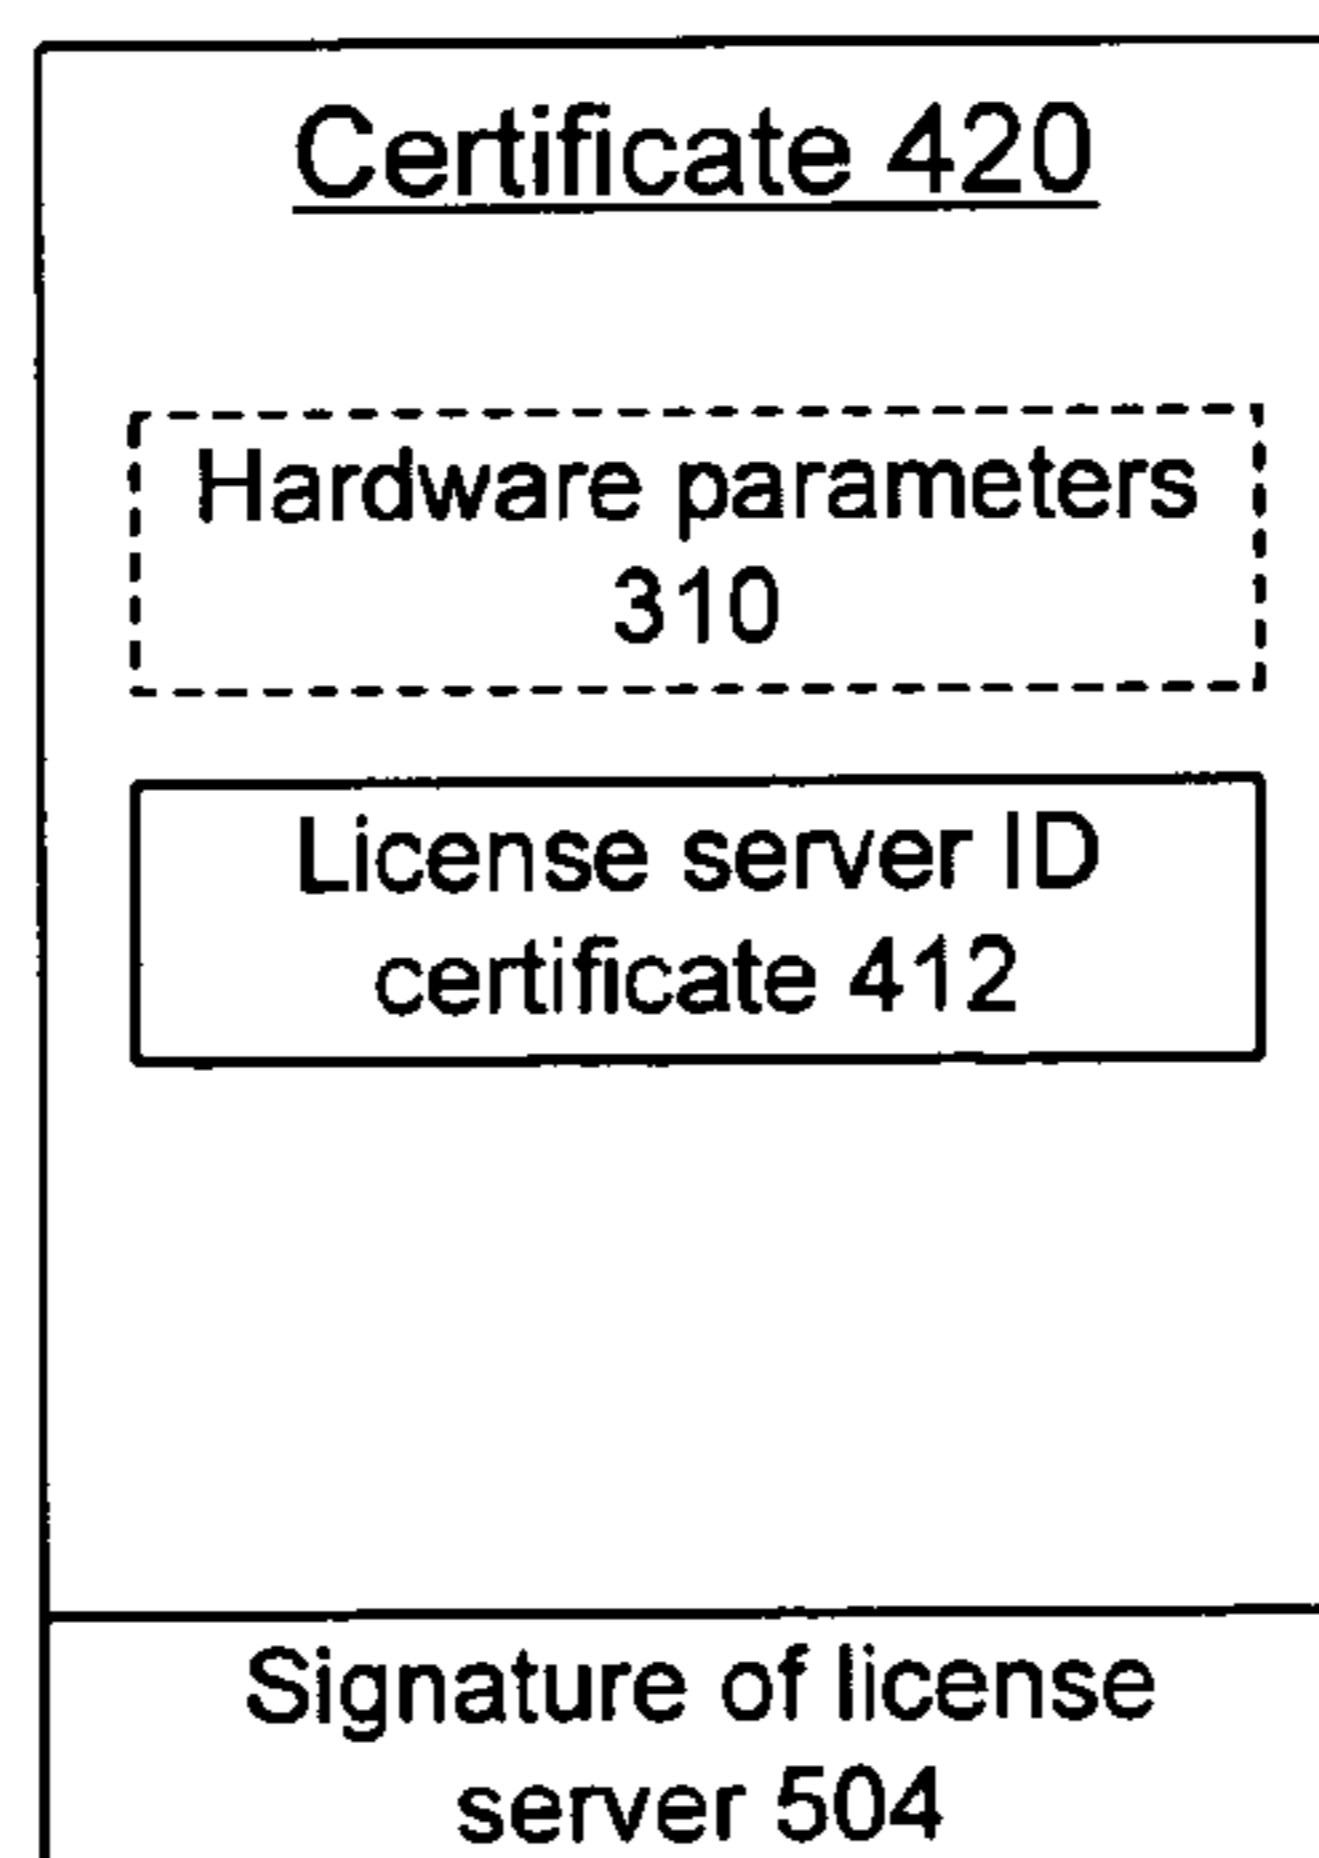 Certificate 420
Hardware parameters
310
License server ID
certificate 412
Signature of license
server 504